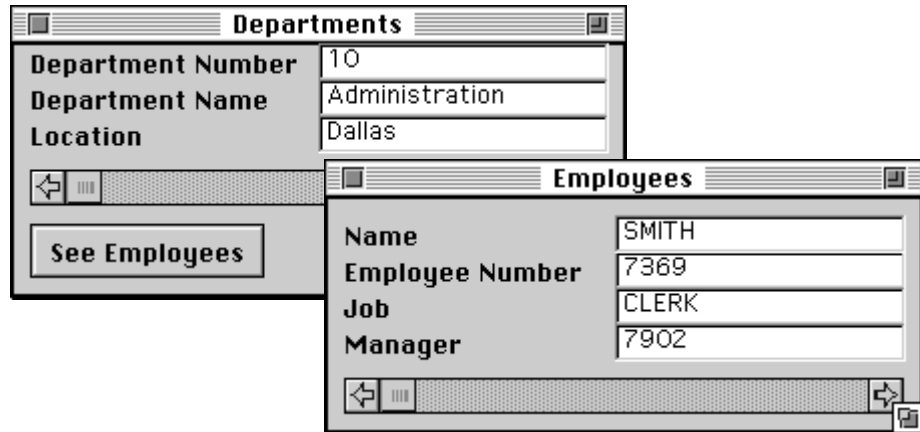 Departments
Department Number 10
Department Name Administration
Location Dallas
See Employees
Employees
Name SMITH
Employee Number 7369
Job CLERK
Manager 7902